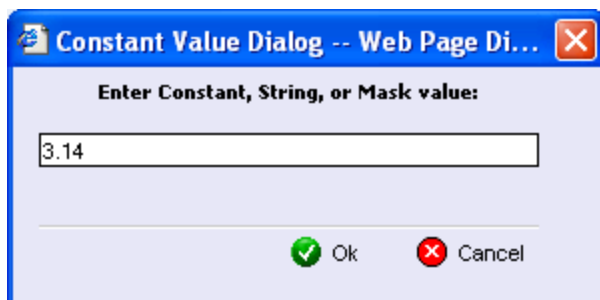 Constant Value Dialog -- Web Page Di...
Enter Constant, String, or Mask value:
3.14
Ok Cancel